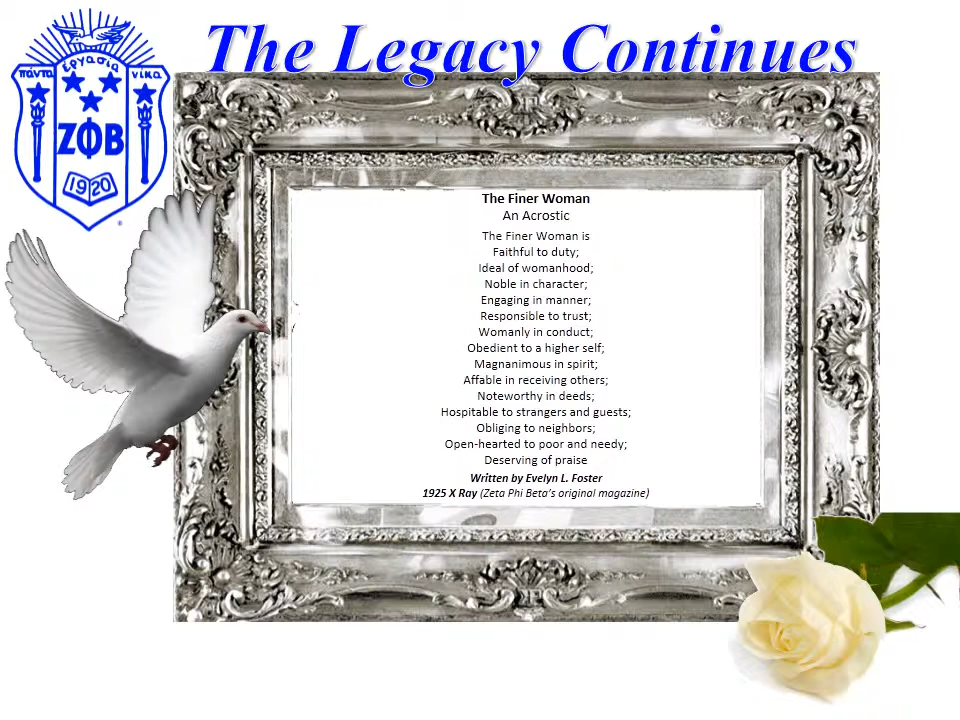 The Legacy Continues
πάντα
ἐργασία
νικᾷ
ΖΦΒ
1920
The Finer Woman
An Acrostic
The Finer Woman is
Faithful to duty;
Ideal of womanhood;
Noble in character;
Engaging in manner;
Responsible to trust;
Womanly in conduct;
Obedient to a higher self;
Magnanimous in spirit;
Affable in receiving others;
Noteworthy in deeds;
Hospitable to strangers and guests;
Obliging to neighbors;
Open-hearted to poor and needy;
Deserving of praise
Written by Evelyn L. Foster
1925 X Ray (Zeta Phi Beta's original magazine)